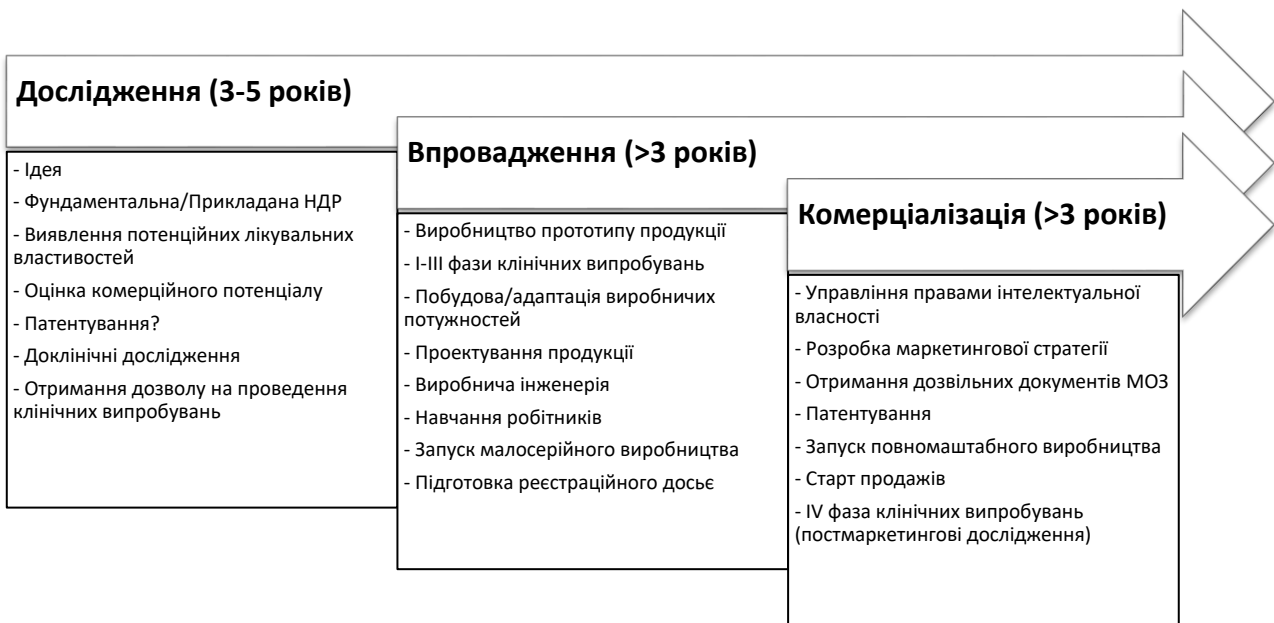 Дослідження (3-5 років)
- Ідея
- Фундаментальна/Прикладана НДР
- Виявлення потенційних лікувальних
властивостей
- Оцінка комерційного потенціалу
- Патентування?
- Доклінічні дослідження
- Отримання дозволу на проведення
клінічних випробувань
Впровадження (>3 років)
- Виробництво прототипу продукції
- І-ІІІ фази клінічних випробувань
- Побудова/адаптація виробничих
потужностей
- Проектування продукції
- Виробнича інженерія
- Навчання робітників
- Запуск малосерійного виробництва
- Підготовка реєстраційного досьє
Комерціалізація (>3 років)
- Управління правами інтелектуальної
власності
- Розробка маркетингової стратегії
- Отримання дозвільних документів МОЗ
- Патентування
- Запуск повномаштабного виробництва
- Старт продажів
- IV фаза клінічних випробувань
(постмаркетингові дослідження)